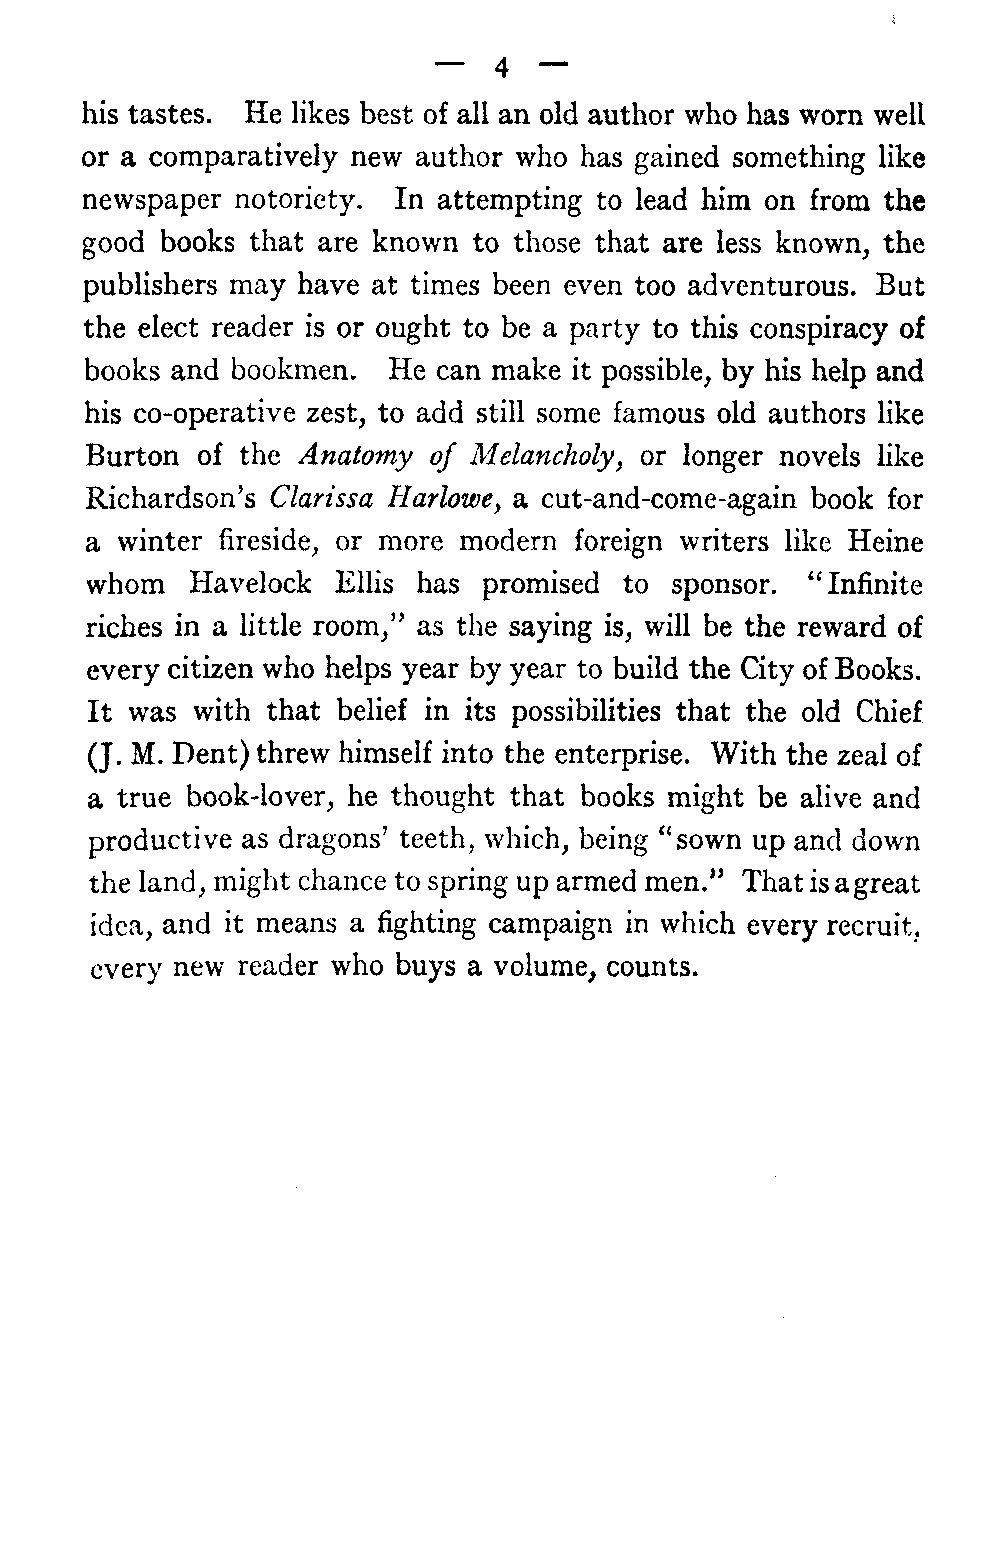 — 4 —
his tastes. He likes best of all an old author who has worn well
or a comparatively new author who has gained something like
newspaper notoriety. In attempting to lead him on from the
good books that are known to those that are less known, the
publishers may have at times been even too adventurous. But
the elect reader is or ought to be a party to this conspiracy of
books and bookmen. He can make it possible, by his help and
his co-operative zest, to add still some famous old authors like
Burton of the Anatomy of Melancholy, or longer novels like
Richardson's Clarissa Harlowe, a cut-and-come-again book for
a winter fireside, or more modern foreign writers like Heine
whom Havelock Ellis has promised to sponsor. “Infinite
riches in a little room,” as the saying is, will be the reward of
every citizen who helps year by year to build the City of Books.
It was with that belief in its possibilities that the old Chief
(J. M. Dent) threw himself into the enterprise. With the zeal of
a true book-lover, he thought that books might be alive and
productive as dragons' teeth, which, being “sown up and down
the land, might chance to spring up armed men.” That is a great
idea, and it means a fighting campaign in which every recruit,
every new reader who buys a volume, counts.